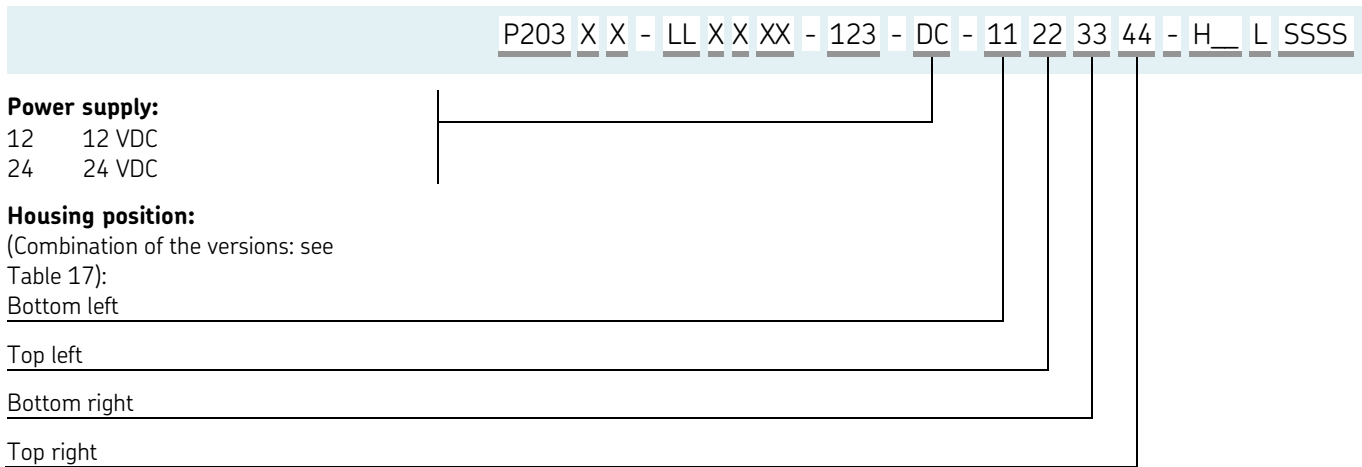 P203 X X - LL X X XX - 123 - DC - 11 22 33 44 - H__ L SSSS
Power supply:
12 12 VDC
24 24 VDC
Housing position:
(Combination of the versions: see
Table 17):
Bottom left
Top left
Bottom right
Top right